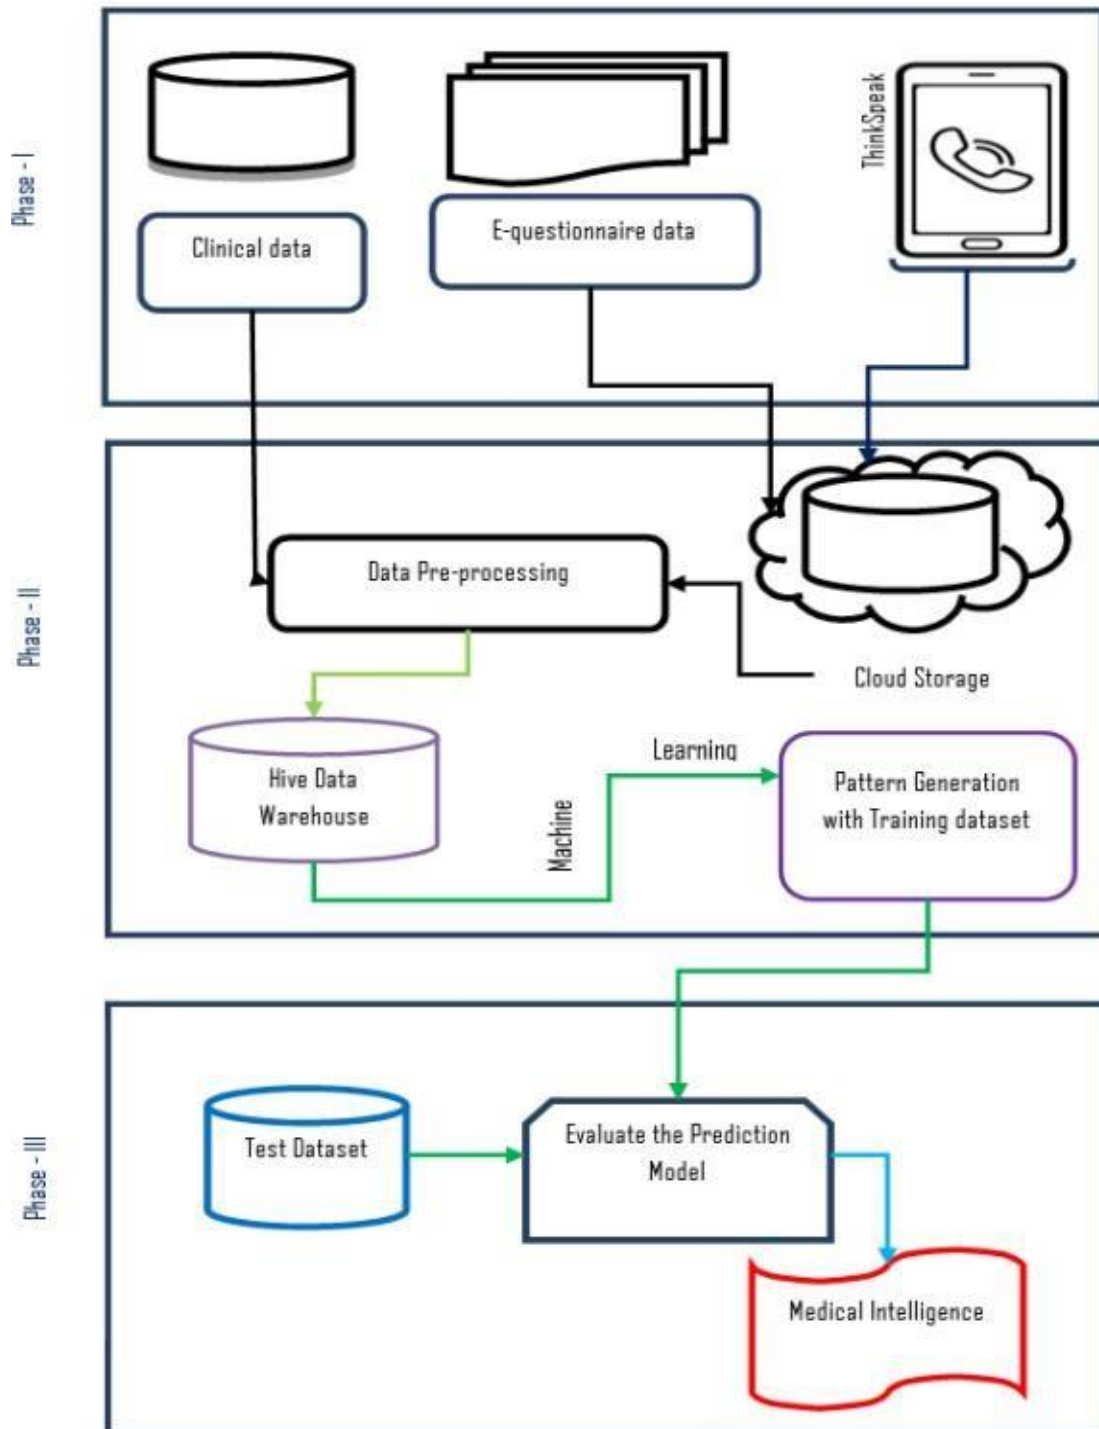 Phase - I
Clinical data
E-questionnaire data
ThinkSpeak
Phase - II
Data Pre-processing
Cloud Storage
Hive Data
Warehouse
Machine
Learning
Pattern Generation
with Training dataset
Phase - III
Test Dataset
Evaluate the Prediction
Model
Medical Intelligence